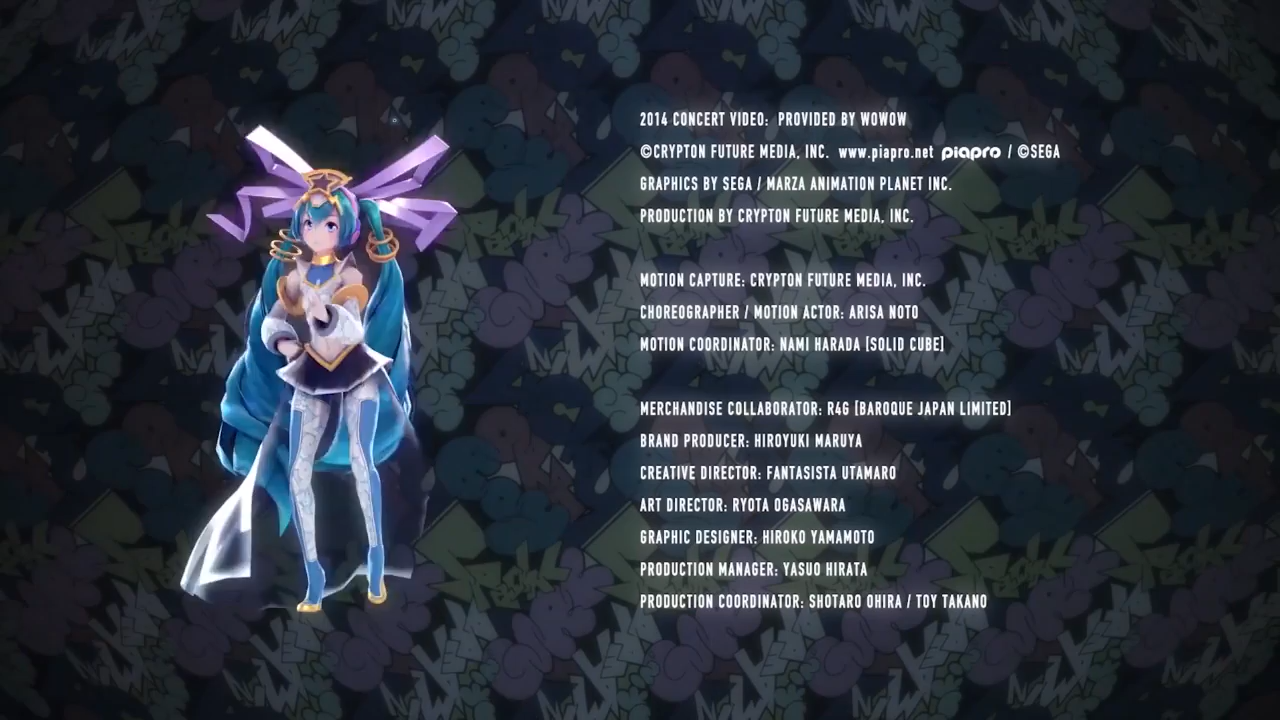 2014 CONCERT VIDEO: PROVIDED BY WOWOW
©CRYPTON FUTURE MEDIA, INC. www.piapro.net piapro / ©SEGA
GRAPHICS BY SEGA / MARZA ANIMATION PLANET INC.
PRODUCTION BY CRYPTON FUTURE MEDIA, INC.
MOTION CAPTURE: CRYPTON FUTURE MEDIA, INC.
CHOREOGRAPHER / MOTION ACTOR: ARISA NOTO
MOTION COORDINATOR: NAMI HARADA [SOLID CUBE]
MERCHANDISE COLLABORATOR: R4G [BAROQUE JAPAN LIMITED]
BRAND PRODUCER: HIROYUKI MARUYA
CREATIVE DIRECTOR: FANTASISTA UTAMARO
ART DIRECTOR: RYOTA OGASAWARA
GRAPHIC DESIGNER: HIROKO YAMAMOTO
PRODUCTION MANAGER: YASUO HIRATA
PRODUCTION COORDINATOR: SHOTARO OHIRA / TOY TAKANO